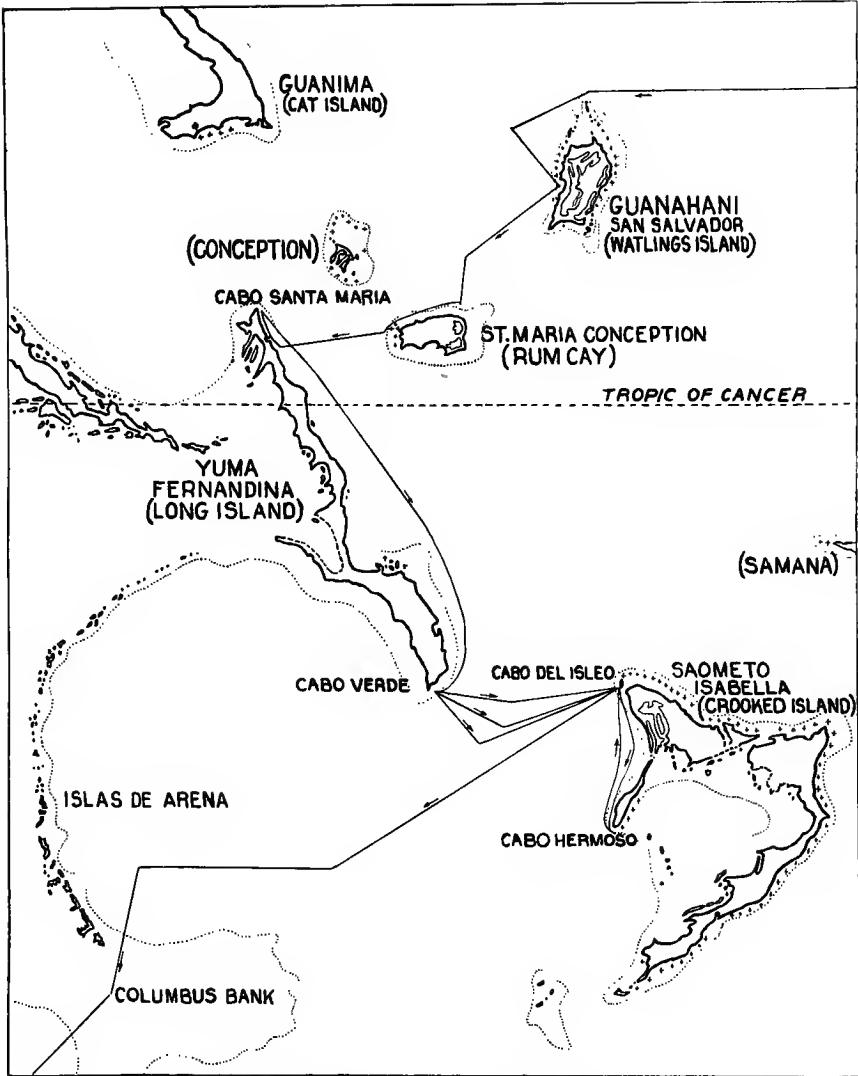 GUANIMA
(CAT ISLAND)
GUANAHANI
SAN SALVADOR
(WATLINGS ISLAND)
(CONCEPTION)
CABO SANTA MARIA
ST. MARIA CONCEPTION
(RUM CAY)
TROPIC OF CANCER
YUMA
FERNANDINA
(LONG ISLAND)
(SAMANA)
CABO VERDE
CABO DEL ISLEO
SAOMETO
ISABELLA
(CROOKED ISLAND)
ISLAS DE ARENA
CABO HERMOSO
COLUMBUS BANK